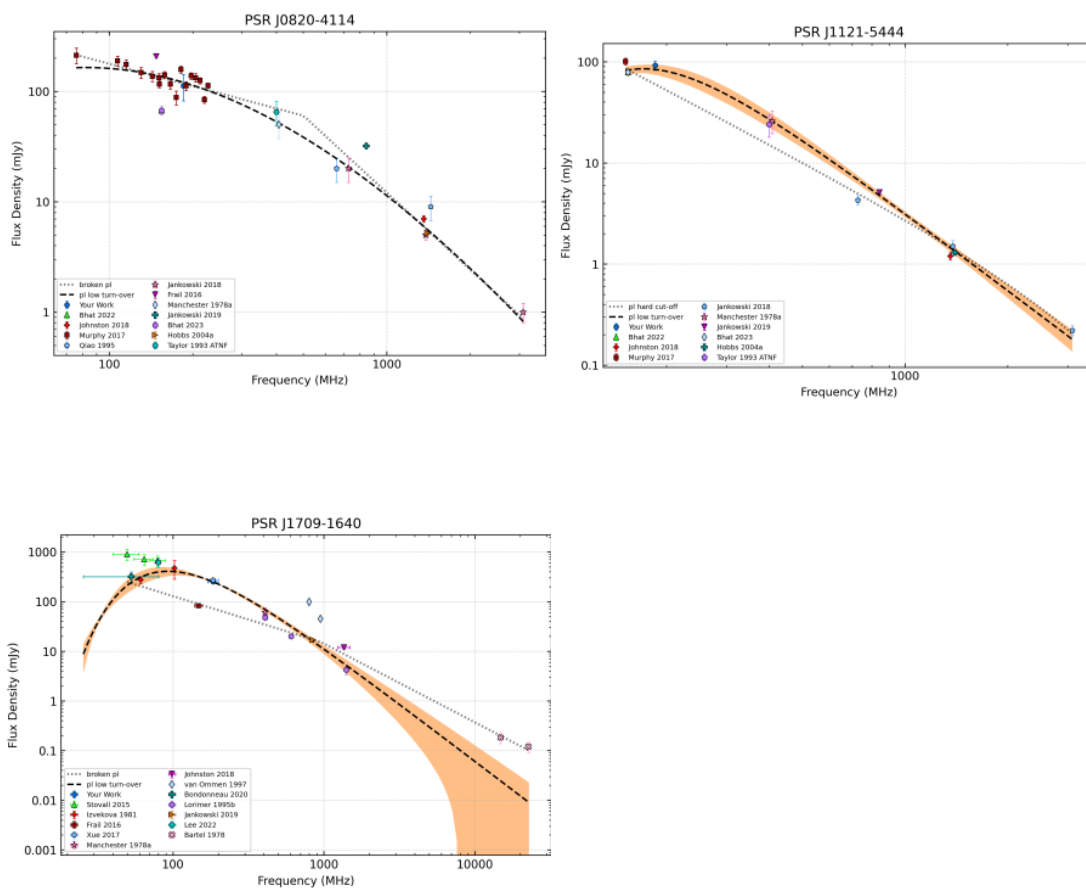 PSR J0820-4114
Flux Density (mJy)
100
10
1
broken pl
pl low turn-over
Your Work
Bhat 2022
Johnston 2018
Murphy 2017
Qiao 1995
Jankowski 2018
Frail 2016
Manchester 1978a
Jankowski 2019
Bhat 2023
Hobbs 2004a
Taylor 1993 ATNF
100
1000
Frequency (MHz)
PSR J1121-5444
Flux Density (mJy)
100
10
1
0.1
pl hard cut-off
pl low turn-over
Your Work
Bhat 2022
Johnston 2018
Murphy 2017
Jankowski 2018
Manchester 1978a
Jankowski 2019
Bhat 2023
Hobbs 2004a
Taylor 1993 ATNF
1000
Frequency (MHz)
PSR J1709-1640
Flux Density (mJy)
1000
100
10
1
0.1
0.01
0.001
broken pl
pl low turn-over
Your Work
Stovall 2015
Izvekova 1981
Frail 2016
Xue 2017
Manchester 1978a
Johnston 2018
van Ommen 1997
Bondonneau 2020
Lorimer 1995b
Jankowski 2019
Lee 2022
Bartel 1978
100
1000
10000
Frequency (MHz)